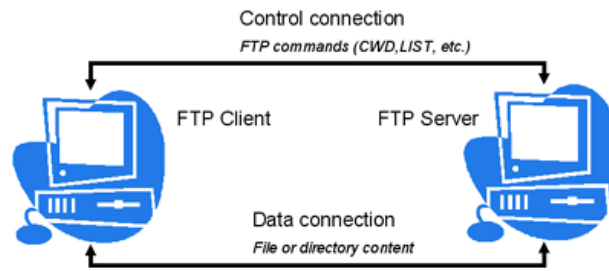 Control connection
FTP commands (CWD,LIST, etc.)
FTP Client
FTP Server
Data connection
File or directory content